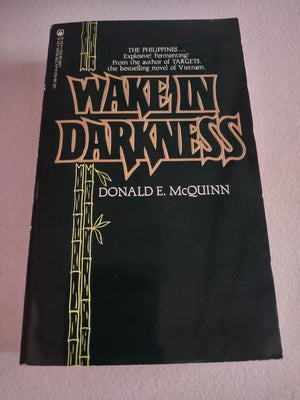 THE PHILIPPINES...
Explosive! Fermenting!
From the author of TARGETS,
the bestselling novel of Vietnam.
WAKE IN
DARKNESS
DONALD E. McQUINN